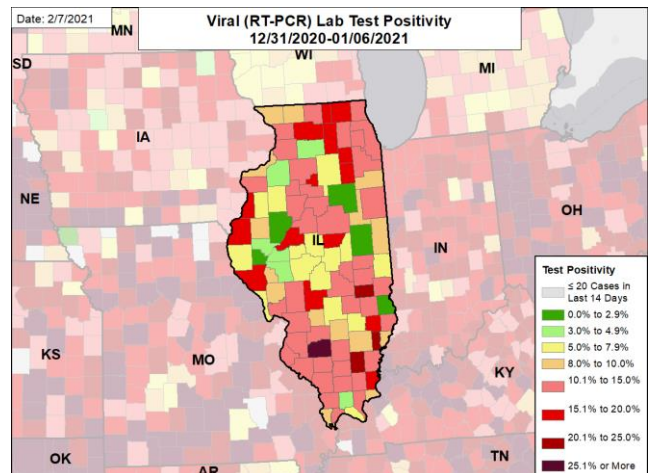 Date: 2/7/2021
Viral (RT-PCR) Lab Test Positivity
12/31/2020-01/06/2021
MN
WI
SD
MI
IA
NE
OH
IL
IN
KS
MO
KY
OK
AR
TN
Test Positivity
≤ 20 Cases in
Last 14 Days
0.0% to 2.9%
3.0% to 4.9%
5.0% to 7.9%
8.0% to 10.0%
10.1% to 15.0%
15.1% to 20.0%
20.1% to 25.0%
25.1% or More